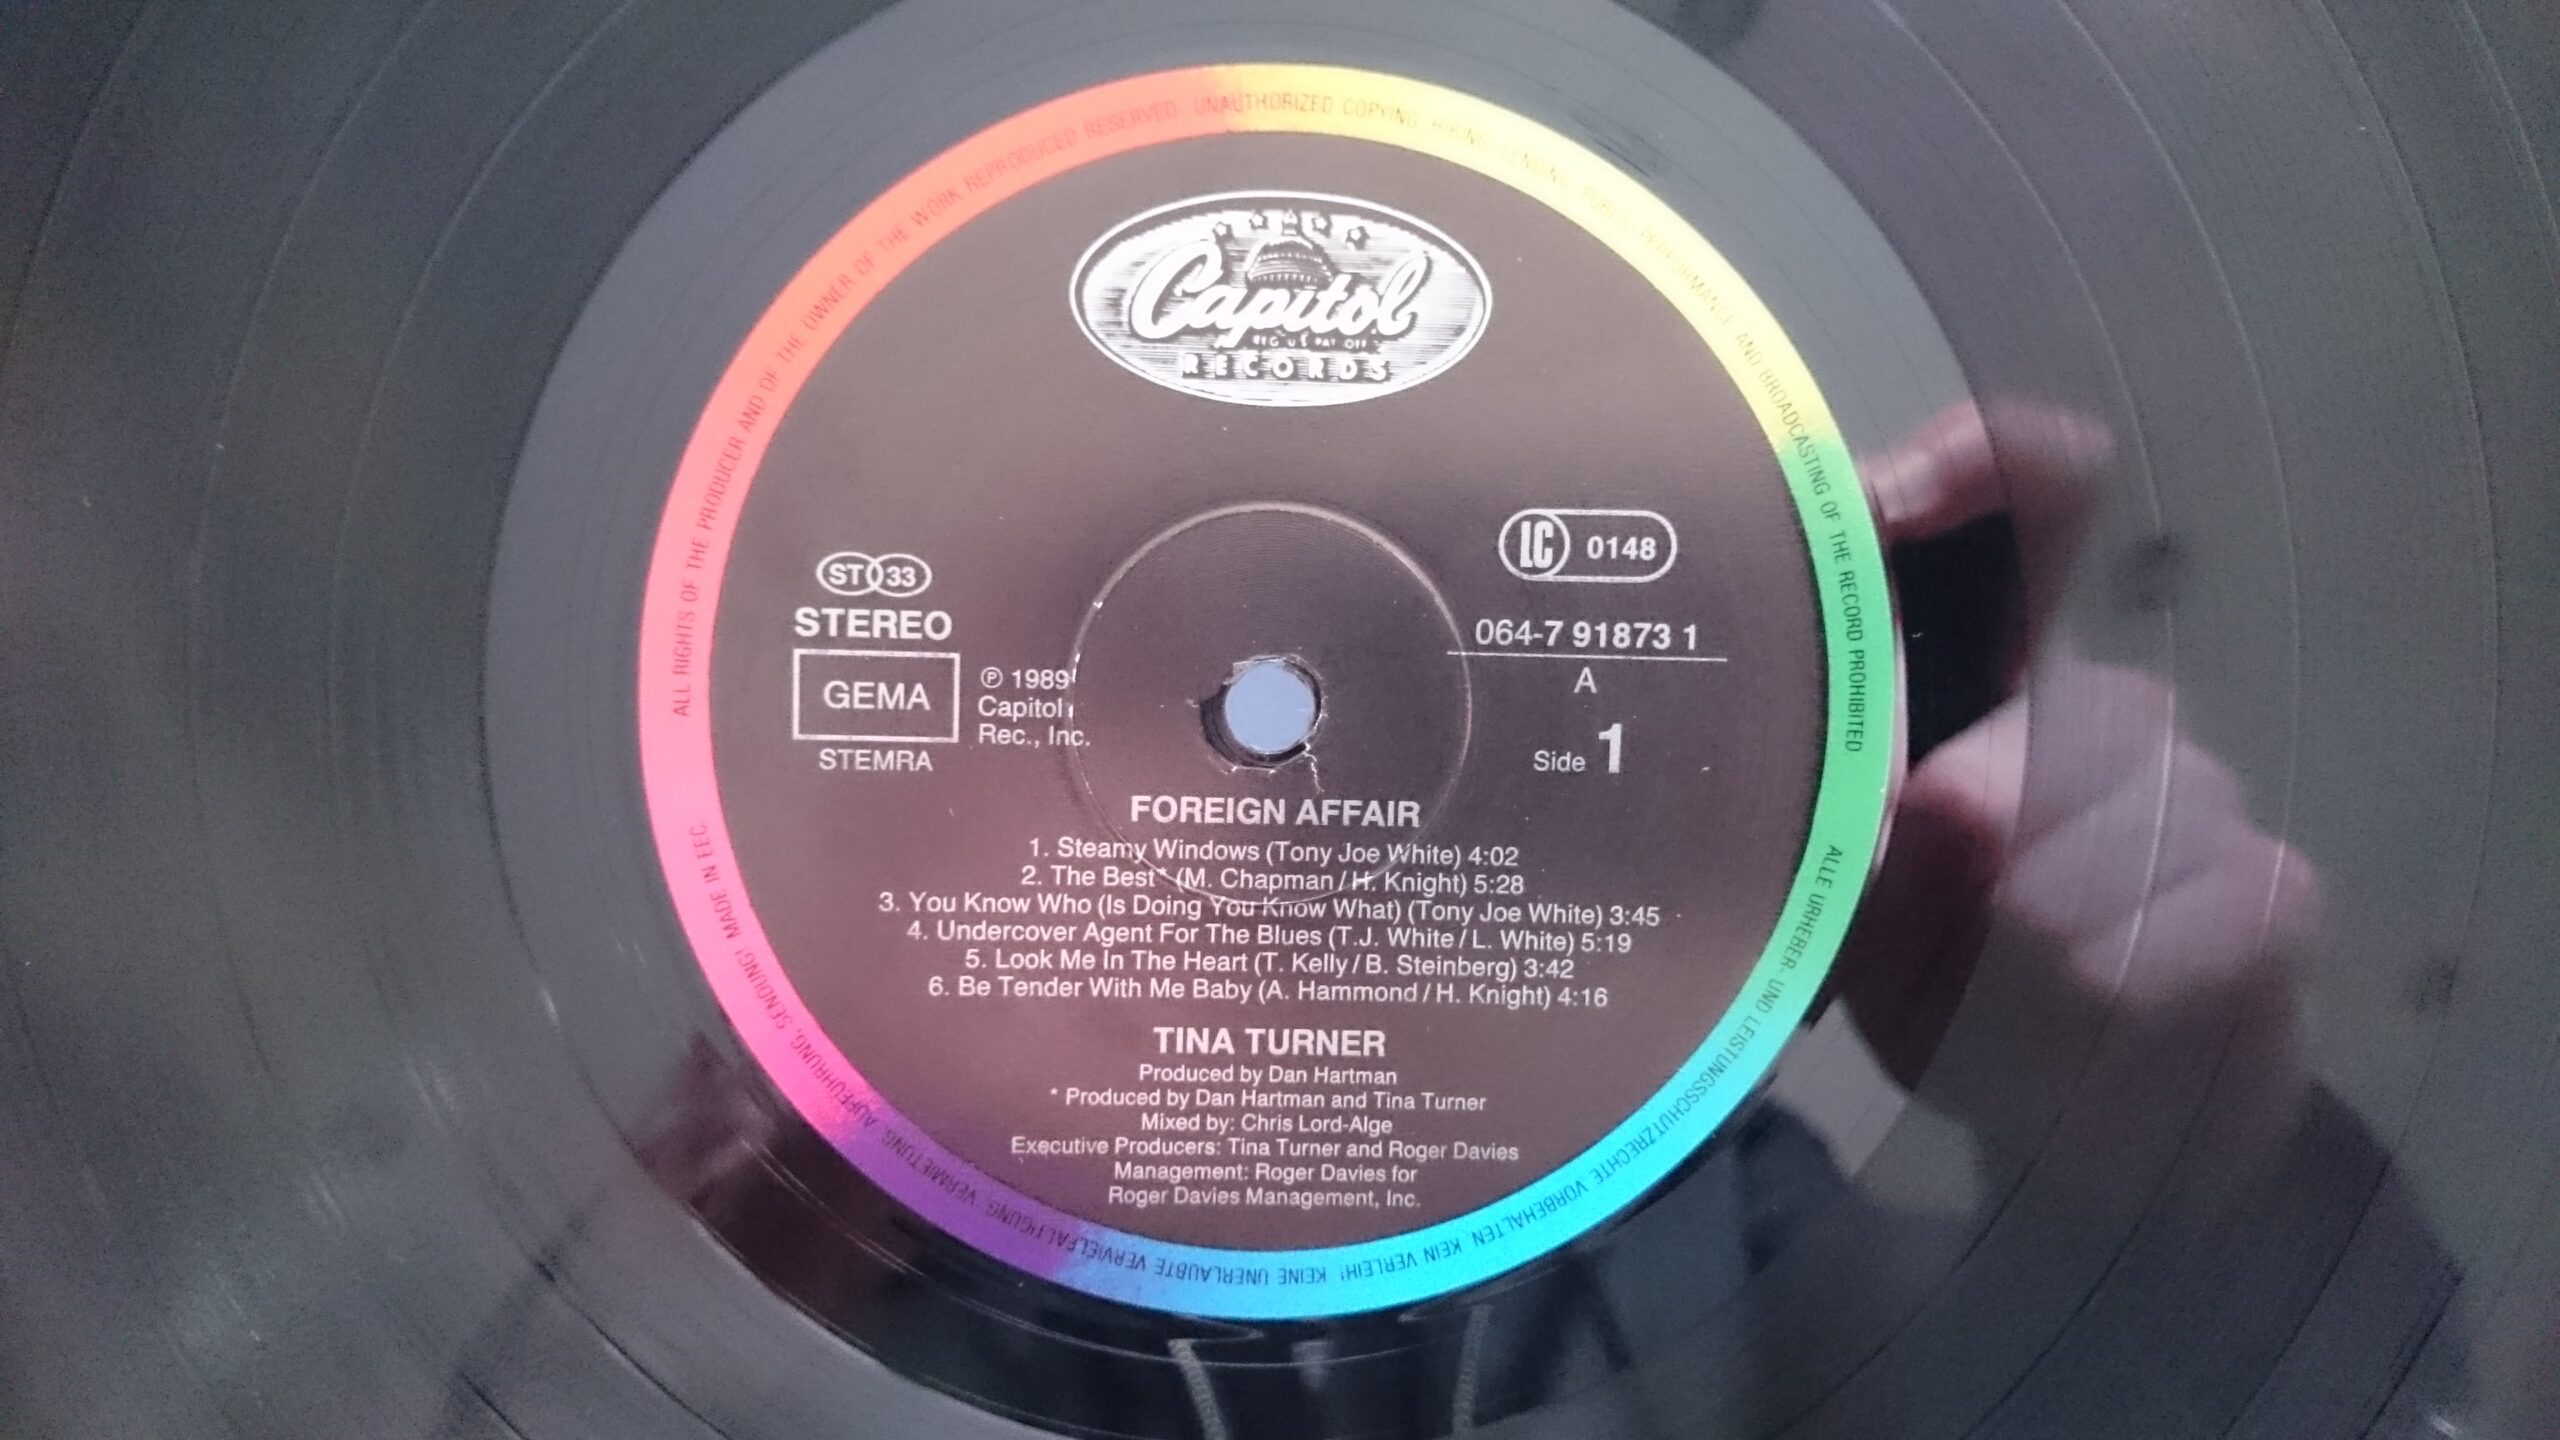 ALL RIGHTS OF THE PRODUCER AND OF THE OWNER OF THE WORK REPRODUCED RESERVED. UNAUTHORIZED COPYING, HIRING, LENDING, PUBLIC PERFORMANCE AND BROADCASTING OF THE RECORD PROHIBITED
Capitol
REG U S PAT OFF
RECORDS
LC 0148
ST 33
STEREO
GEMA
STEMRA
℗ 1989
Capitol
Rec., Inc.
064-7 91873 1
A
Side 1
FOREIGN AFFAIR
1. Steamy Windows (Tony Joe White) 4:02
2. The Best* (M. Chapman / H. Knight) 5:28
3. You Know Who (Is Doing You Know What) (Tony Joe White) 3:45
4. Undercover Agent For The Blues (T.J. White / L. White) 5:19
5. Look Me In The Heart (T. Kelly / B. Steinberg) 3:42
6. Be Tender With Me Baby (A. Hammond / H. Knight) 4:16
TINA TURNER
Produced by Dan Hartman
* Produced by Dan Hartman and Tina Turner
Mixed by: Chris Lord-Alge
Executive Producers: Tina Turner and Roger Davies
Management: Roger Davies for
Roger Davies Management, Inc.
ALLE URHEBER- UND LEISTUNGSSCHUTZRECHTE VORBEHALTEN. KEIN VERLEIH! KEINE UNERLAUBTE VERVIELFÄLTIGUNG, VERMIETUNG, AUFFÜHRUNG, SENDUNG! MADE IN EEC.